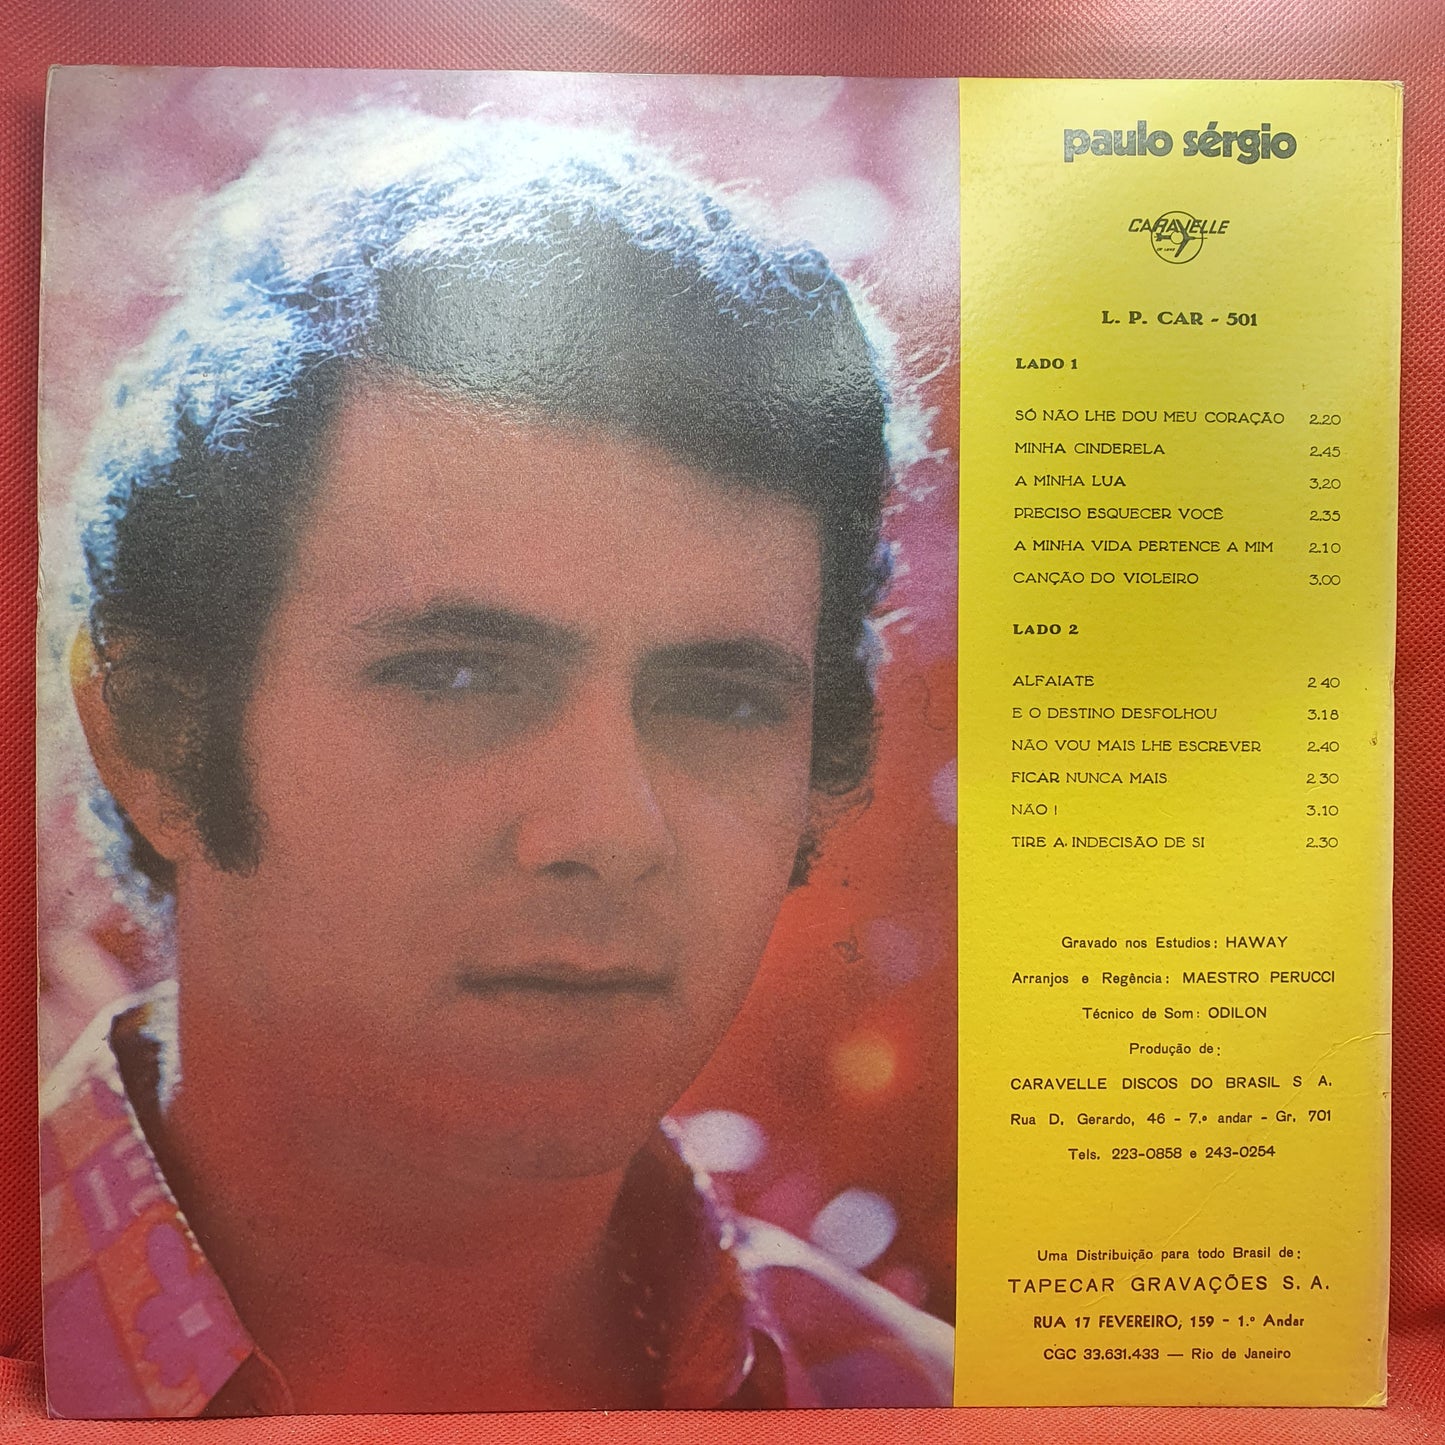 paulo sérgio
CARAVELLE
L. P. CAR - 501
LADO 1
SÓ NÃO LHE DOU MEU CORAÇÃO 2.20
MINHA CINDERELA 2.45
A MINHA LUA 3.20
PRECISO ESQUECER VOCÊ 2.35
A MINHA VIDA PERTENCE A MIM 2.10
CANÇÃO DO VIOLEIRO 3.00
LADO 2
ALFAIATE 2 40
E O DESTINO DESFOLHOU 3.18
NÃO VOU MAIS LHE ESCREVER 2.40
FICAR NUNCA MAIS 2 30
NÃO ! 3.10
TIRE A INDECISÃO DE SI 2.30
Gravado nos Estudios: HAWAY
Arranjos e Regência: MAESTRO PERUCCI
Técnico de Som: ODILON
Produção de:
CARAVELLE DISCOS DO BRASIL S A.
Rua D. Gerardo, 46 - 7.º andar - Gr. 701
Tels. 223-0858 e 243-0254
Uma Distribuição para todo Brasil de:
TAPECAR GRAVAÇÕES S. A.
RUA 17 FEVEREIRO, 159 - 1.º Andar
CGC 33.631.433 — Rio de Janeiro